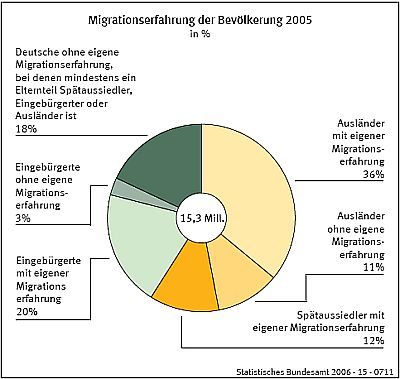 Migrationserfahrung der Bevölkerung 2005
in %
Deutsche ohne eigene
Migrationserfahrung,
bei denen mindestens ein
Elternteil Spätaussiedler,
Eingebürgerter oder
Ausländer ist
18%
Ausländer
mit eigener
Migrations-
erfahrung
36%
Eingebürgerte
ohne eigene
Migrations-
erfahrung
3%
15,3 Mill.
Ausländer
ohne eigene
Migrations-
erfahrung
11%
Eingebürgerte
mit eigener
Migrations
erfahrung
20%
Spätaussiedler mit
eigener Migrationserfahrung
12%
Statistisches Bundesamt 2006 - 15 - 0711